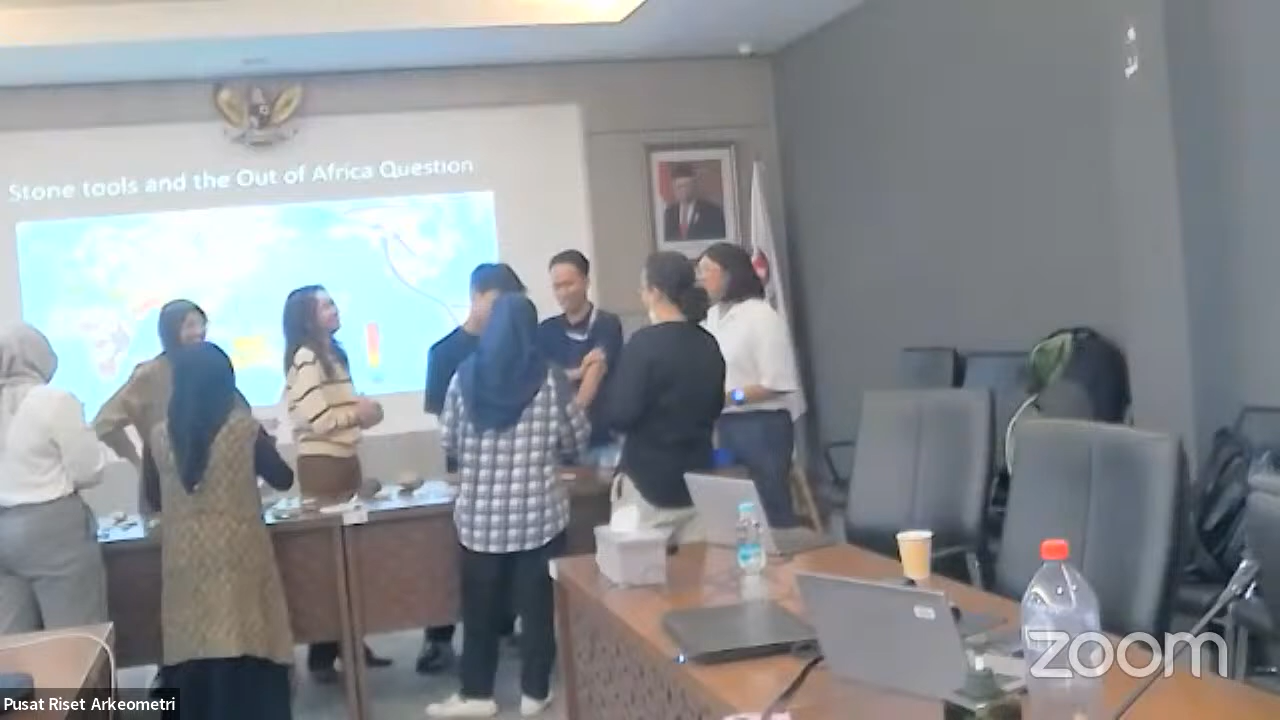 Stone tools and the Out of Africa Question
zoom
Pusat Riset Arkeometri